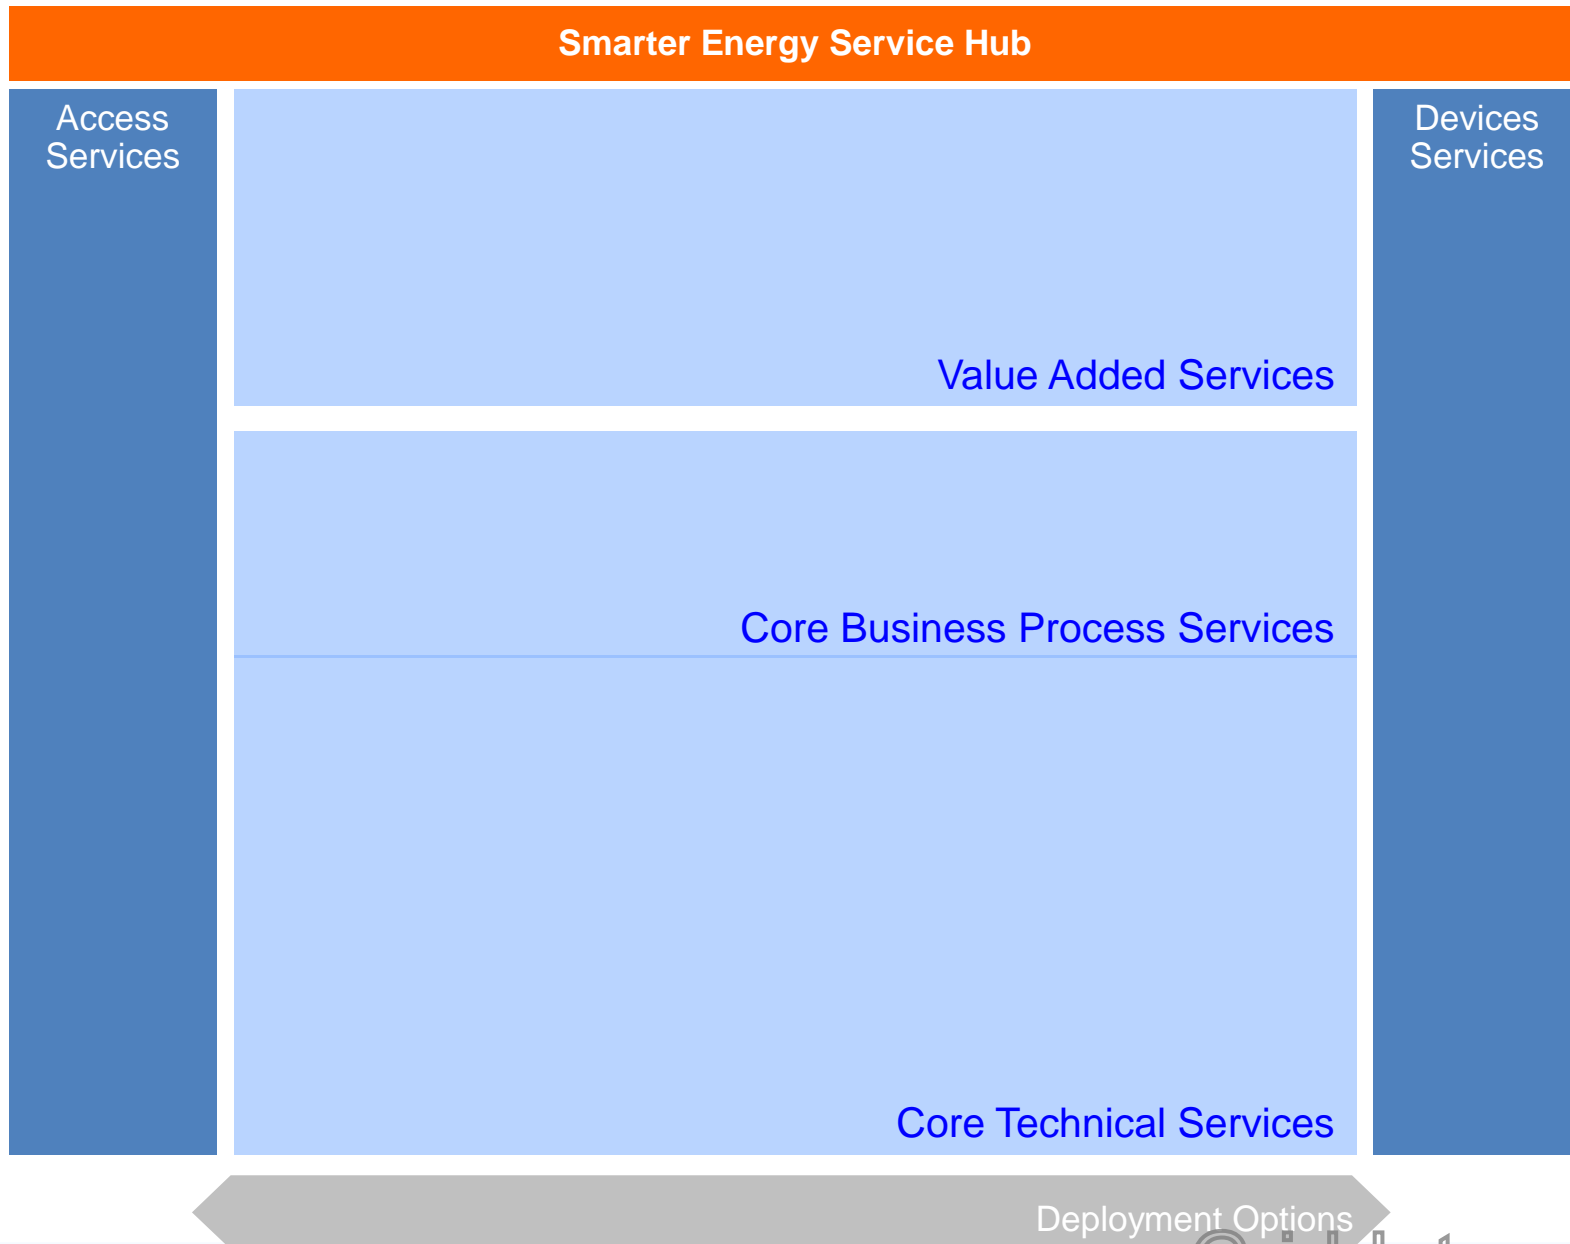 Smarter Energy Service Hub
Access
Services
Devices
Services
Value Added Services
Core Business Process Services
Core Technical Services
Deployment Options